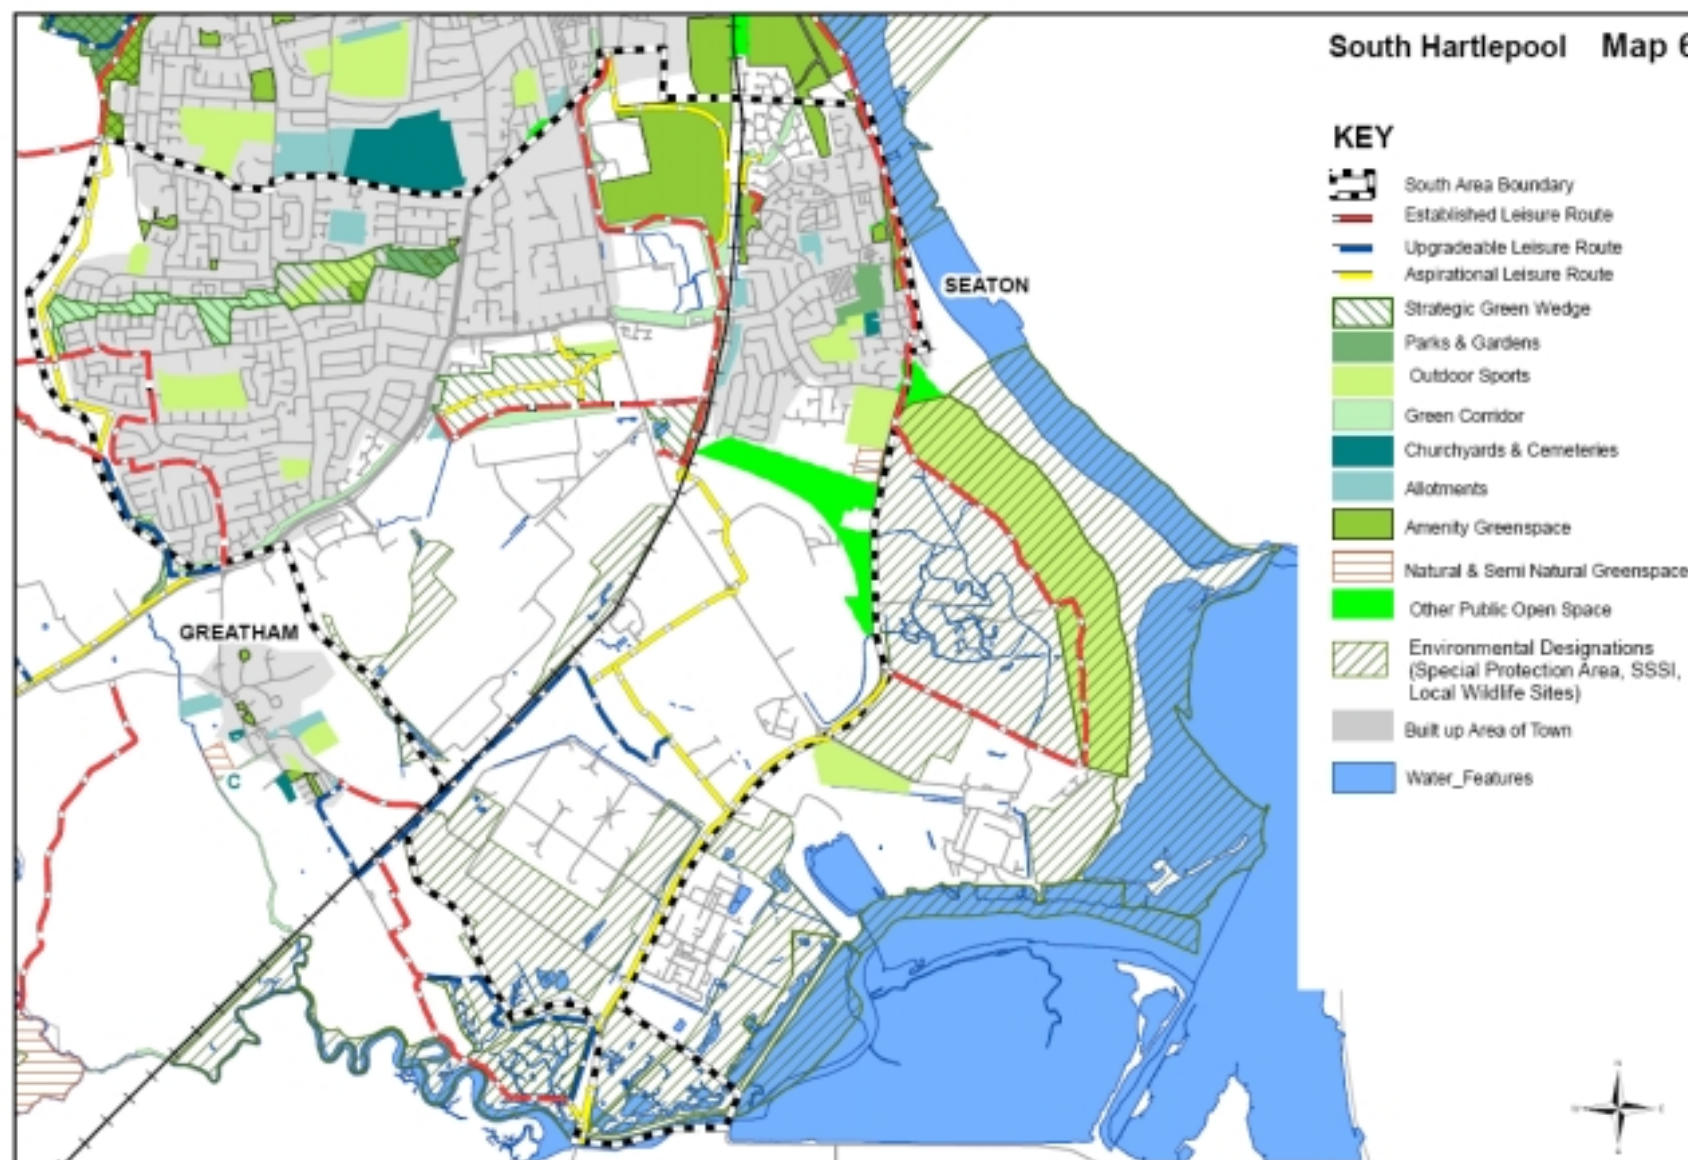 South Hartlepool Map 6
KEY
South Area Boundary
Established Leisure Route
Upgradeable Leisure Route
Aspirational Leisure Route
Strategic Green Wedge
Parks & Gardens
Outdoor Sports
Green Corridor
Churchyards & Cemeteries
Allotments
Amenity Greenspace
Natural & Semi Natural Greenspace
Other Public Open Space
Environmental Designations
(Special Protection Area, SSSI,
Local Wildlife Sites)
Built up Area of Town
Water_Features
SEATON
GREATHAM
C